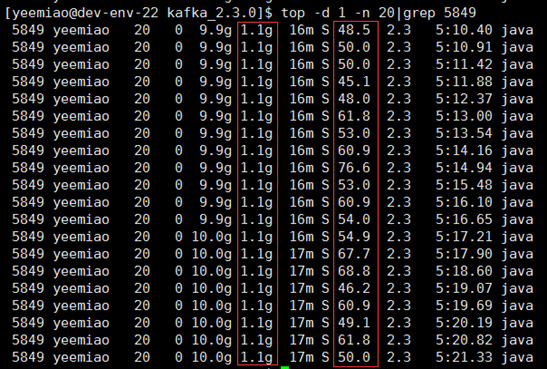 [yeemiao@dev-env-22 kafka_2.3.0]$ top -d 1 -n 20|grep 5849
5849 yeemiao 20 0 9.9g 1.1g 16m S 48.5 2.3 5:10.40 java
5849 yeemiao 20 0 9.9g 1.1g 16m S 50.0 2.3 5:10.91 java
5849 yeemiao 20 0 9.9g 1.1g 16m S 50.0 2.3 5:11.42 java
5849 yeemiao 20 0 9.9g 1.1g 16m S 45.1 2.3 5:11.88 java
5849 yeemiao 20 0 9.9g 1.1g 16m S 48.0 2.3 5:12.37 java
5849 yeemiao 20 0 9.9g 1.1g 16m S 61.8 2.3 5:13.00 java
5849 yeemiao 20 0 9.9g 1.1g 16m S 53.0 2.3 5:13.54 java
5849 yeemiao 20 0 9.9g 1.1g 16m S 60.9 2.3 5:14.16 java
5849 yeemiao 20 0 9.9g 1.1g 16m S 76.6 2.3 5:14.94 java
5849 yeemiao 20 0 9.9g 1.1g 16m S 53.0 2.3 5:15.48 java
5849 yeemiao 20 0 9.9g 1.1g 16m S 60.9 2.3 5:16.10 java
5849 yeemiao 20 0 9.9g 1.1g 16m S 54.0 2.3 5:16.65 java
5849 yeemiao 20 0 10.0g 1.1g 16m S 54.9 2.3 5:17.21 java
5849 yeemiao 20 0 10.0g 1.1g 17m S 67.7 2.3 5:17.90 java
5849 yeemiao 20 0 10.0g 1.1g 17m S 68.8 2.3 5:18.60 java
5849 yeemiao 20 0 10.0g 1.1g 17m S 46.2 2.3 5:19.07 java
5849 yeemiao 20 0 10.0g 1.1g 17m S 60.9 2.3 5:19.69 java
5849 yeemiao 20 0 10.0g 1.1g 17m S 49.1 2.3 5:20.19 java
5849 yeemiao 20 0 10.0g 1.1g 17m S 61.8 2.3 5:20.82 java
5849 yeemiao 20 0 10.0g 1.1g 17m S 50.0 2.3 5:21.33 java